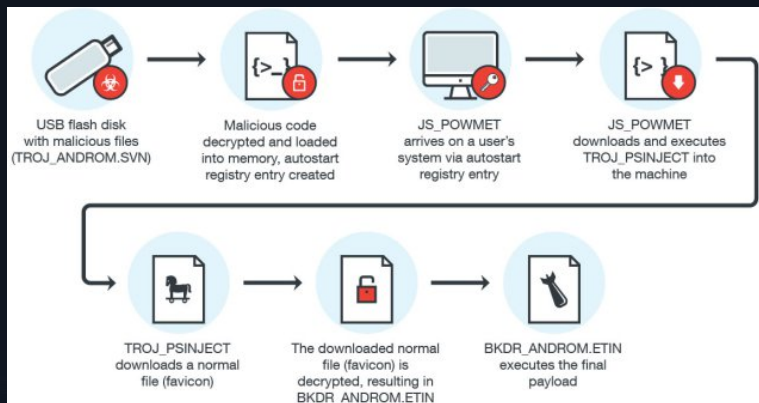 {>_}
{> }
USB flash disk
with malicious files
(TROJ_ANDROM.SVN)
Malicious code
decrypted and loaded
into memory, autostart
registry entry created
JS_POWMET
arrives on a user's
system via autostart
registry entry
JS_POWMET
downloads and executes
TROJ_PSINJECT into
the machine
TROJ_PSINJECT
downloads a normal
file (favicon)
The downloaded normal
file (favicon) is
decrypted, resulting in
BKDR_ANDROM.ETIN
BKDR_ANDROM.ETIN
executes the final
payload